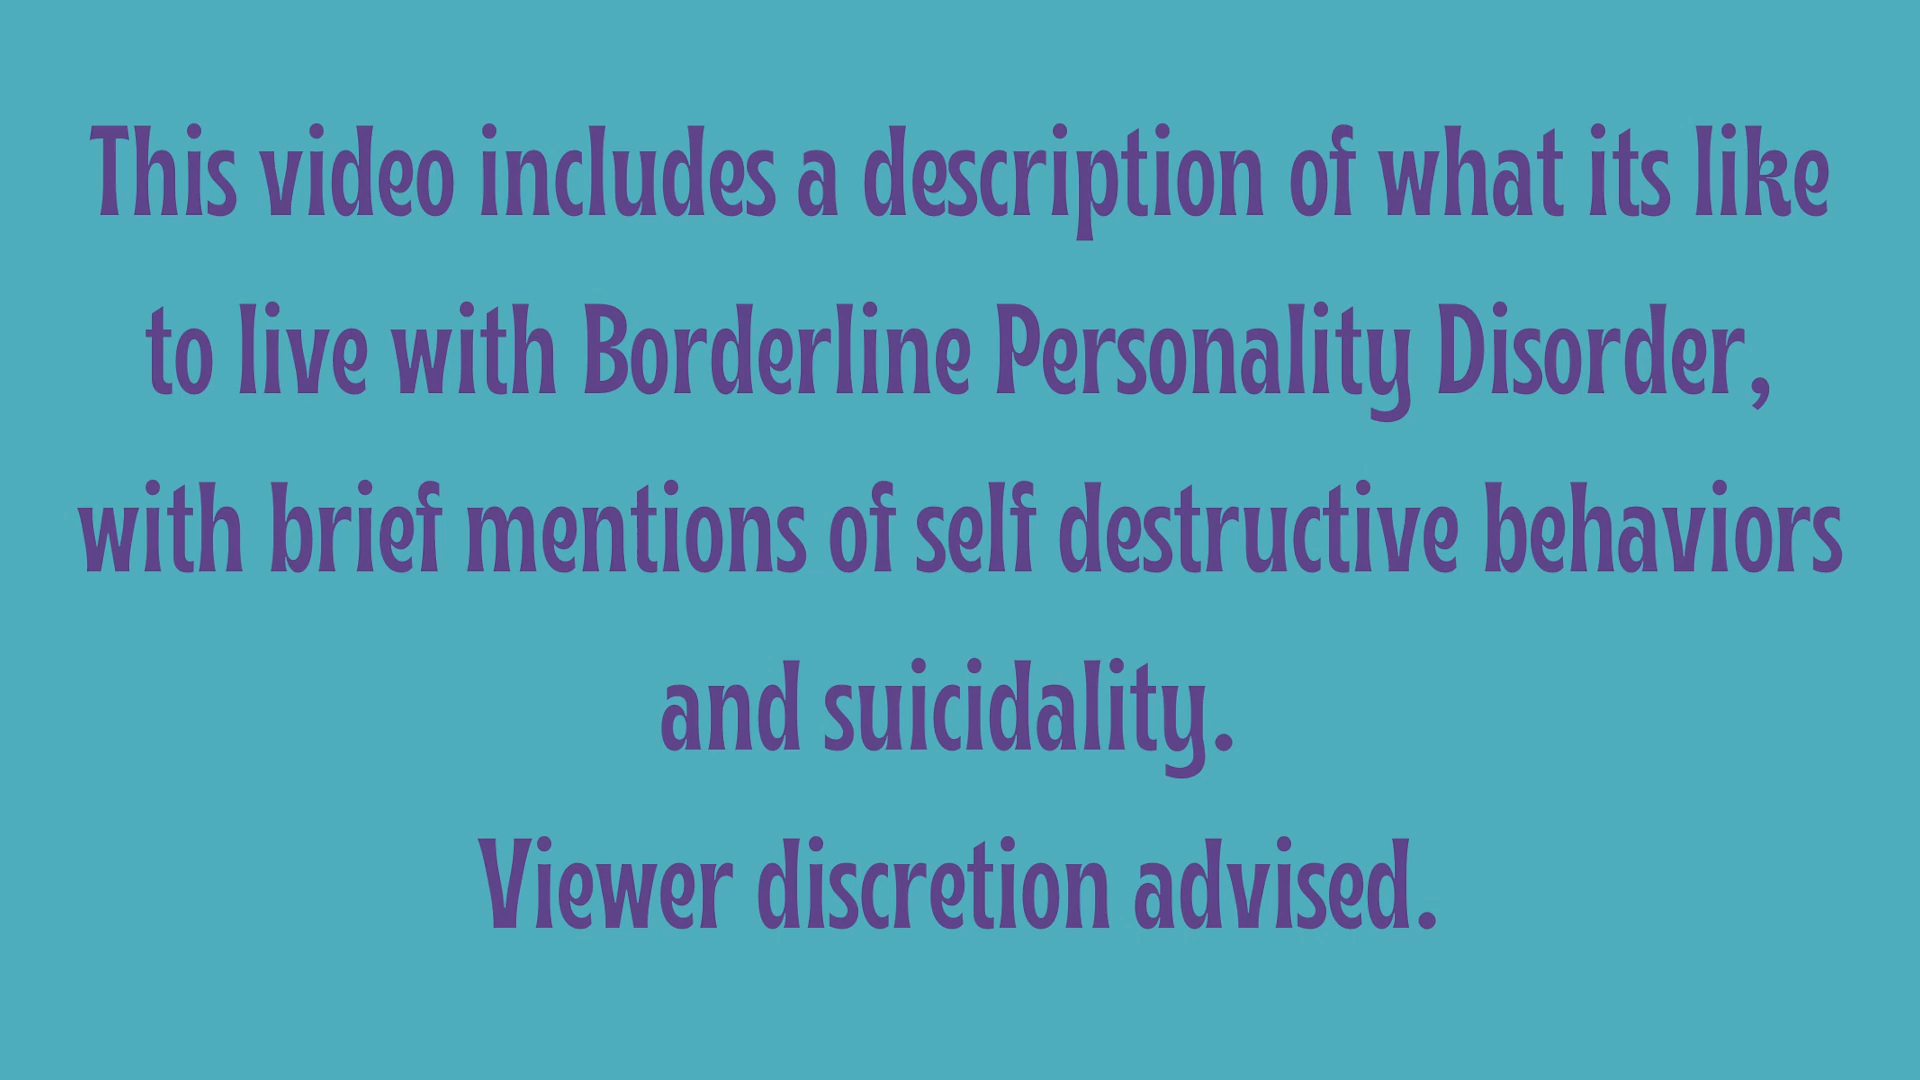 This video includes a description of what its like
to live with Borderline Personality Disorder,
with brief mentions of self destructive behaviors
and suicidality.
Viewer discretion advised.